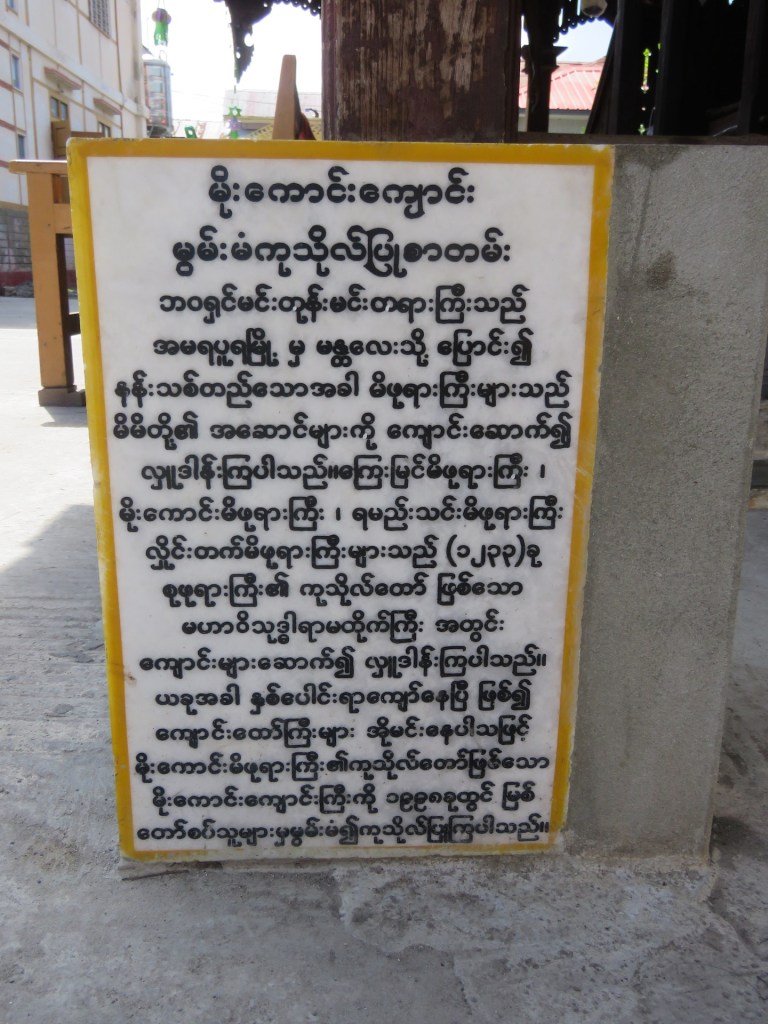 မိုးကောင်းကျောင်း
မွမ်းမံကုသိုလ်ပြုစာတမ်း
ဘဝရှင်မင်းတုန်းမင်းတရားကြီးသည်
အမရပူရမြို့ မှ မန္တလေးသို့ ပြောင်း၍
နန်းသစ်တည်သောအခါ မိဖုရားကြီးများသည်
မိမိတို့၏ အဆောင်များကို ကျောင်းဆောက်၍
လှူဒါန်းကြပါသည်။ကြေးမြင်မိဖုရားကြီး ၊
မိုးကောင်းမိဖုရားကြီး ၊ ရမည်းသင်းမိဖုရားကြီး
လှိုင်းတက်မိဖုရားကြီးများသည် (၁၂၃၃)ခု
စုဖုရားကြီး၏ ကုသိုလ်တော် ဖြစ်သော
မဟာဝိသုဒ္ဓါရာမတိုက်ကြီး အတွင်း
ကျောင်းများဆောက်၍ လှူဒါန်းကြပါသည်။
ယခုအခါ နှစ်ပေါင်းရာကျော်နေပြီ ဖြစ်၍
ကျောင်းတော်ကြီးများ အိုမင်းနေပါသဖြင့်
မိုးကောင်းမိဖုရားကြီး၏ကုသိုလ်တော်ဖြစ်သော
မိုးကောင်းကျောင်းကြီးကို ၁၉၉၈ခုတွင် မြစ်
တော်စပ်သူများမှမွမ်းမံ၍ကုသိုလ်ပြုကြပါသည်။